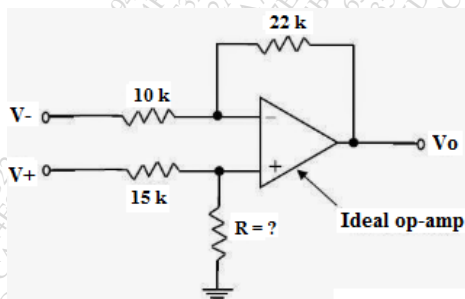 22 k
10 k
V-
−
Vo
V+
+
15 k
Ideal op-amp
R = ?